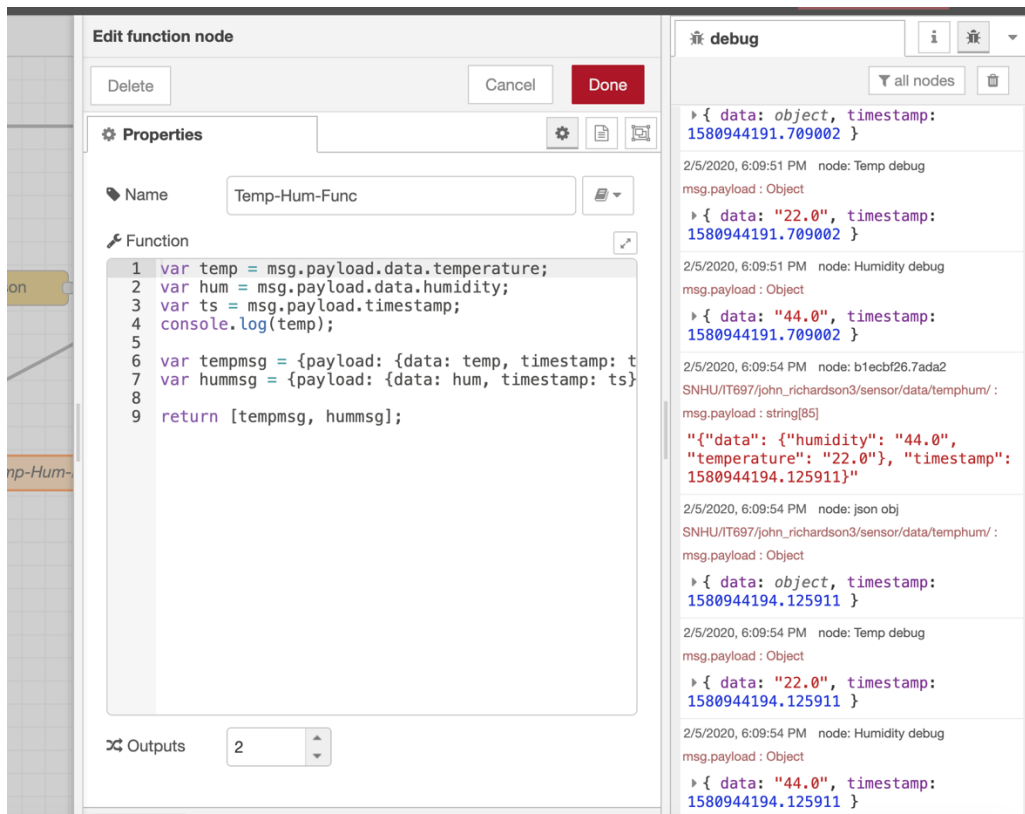 Edit function node
Delete
Cancel
Done
Properties
Name
Temp-Hum-Func
Function
1 var temp = msg.payload.data.temperature;
2 var hum = msg.payload.data.humidity;
3 var ts = msg.payload.timestamp;
4 console.log(temp);
5
6 var tempmsg = {payload: {data: temp, timestamp: t
7 var hummsg = {payload: {data: hum, timestamp: ts}
8
9 return [tempmsg, hummsg];
Outputs
2
on
mp-Hum-
debug
i
all nodes
{ data: object, timestamp:
1580944191.709002 }
2/5/2020, 6:09:51 PM node: Temp debug
msg.payload : Object
{ data: "22.0", timestamp:
1580944191.709002 }
2/5/2020, 6:09:51 PM node: Humidity debug
msg.payload : Object
{ data: "44.0", timestamp:
1580944191.709002 }
2/5/2020, 6:09:54 PM node: b1ecbf26.7ada2
SNHU/IT697/john_richardson3/sensor/data/temphum/ :
msg.payload : string[85]
"{"data": {"humidity": "44.0",
"temperature": "22.0"}, "timestamp":
1580944194.125911}"
2/5/2020, 6:09:54 PM node: json obj
SNHU/IT697/john_richardson3/sensor/data/temphum/ :
msg.payload : Object
{ data: object, timestamp:
1580944194.125911 }
2/5/2020, 6:09:54 PM node: Temp debug
msg.payload : Object
{ data: "22.0", timestamp:
1580944194.125911 }
2/5/2020, 6:09:54 PM node: Humidity debug
msg.payload : Object
{ data: "44.0", timestamp:
1580944194.125911 }